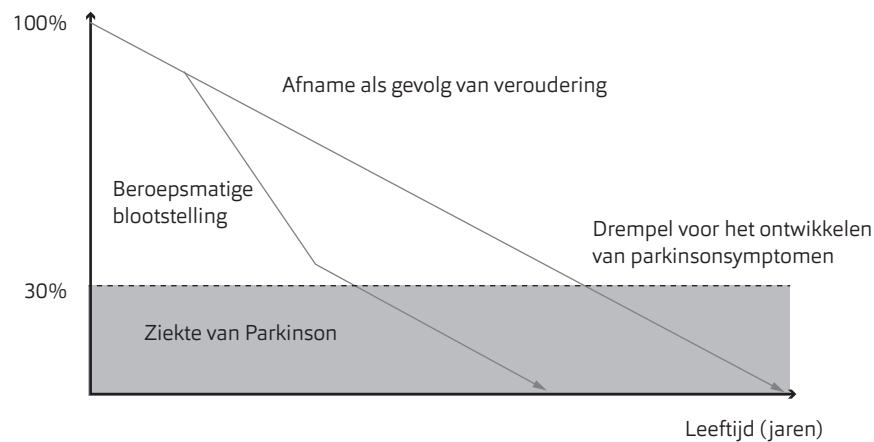 100%
Afname als gevolg van veroudering
Beroepsmatige
blootstelling
Drempel voor het ontwikkelen
van parkinsonsymptomen
30%
Ziekte van Parkinson
Leeftijd (jaren)